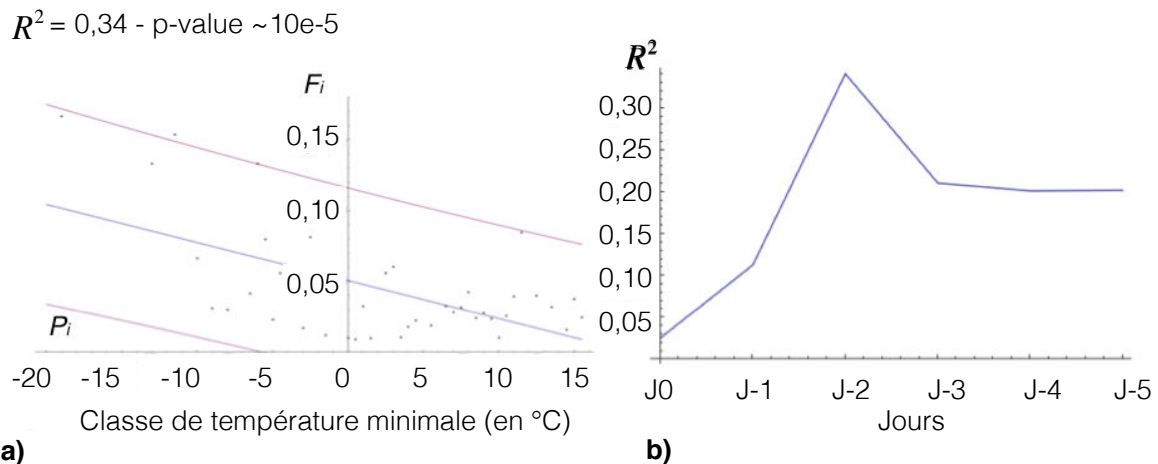 R² = 0,34 - p-value ~10e-5
Fi
0,15
0,10
0,05
Pi
-20 -15 -10 -5 0 5 10 15
Classe de température minimale (en °C)
a)
R²
0,30
0,25
0,20
0,15
0,10
0,05
J0 J-1 J-2 J-3 J-4 J-5
Jours
b)